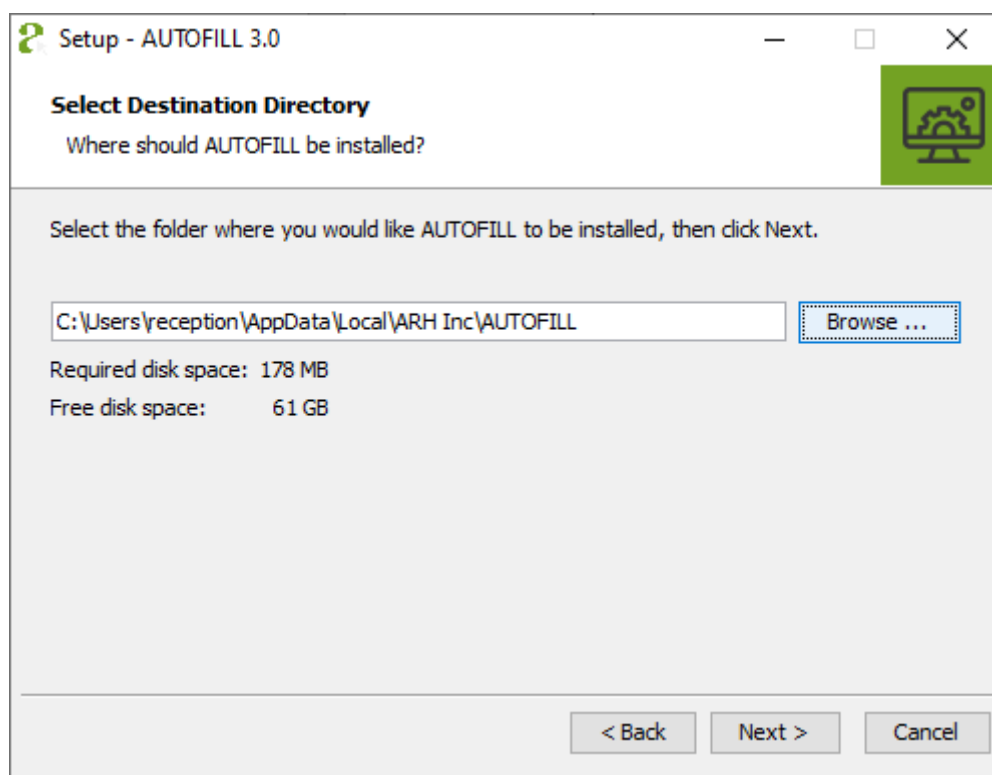 Setup - AUTOFILL 3.0
Select Destination Directory
Where should AUTOFILL be installed?
Select the folder where you would like AUTOFILL to be installed, then click Next.
C:\Users\reception\AppData\Local\ARH Inc\AUTOFILL
Browse ...
Required disk space: 178 MB
Free disk space: 61 GB
< Back
Next >
Cancel